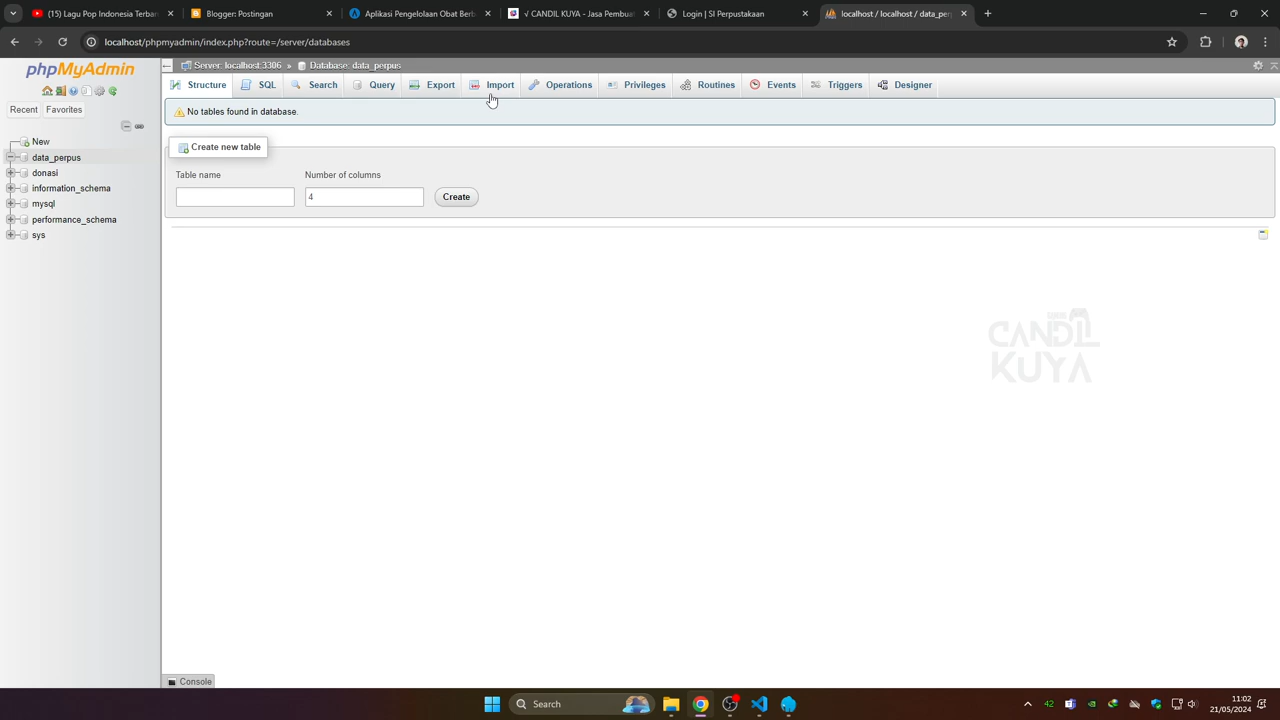 (15) Lagu Pop Indonesia Terban
Blogger: Postingan
Aplikasi Pengelolaan Obat Berb
√ CANDIL KUYA - Jasa Pembuat
Login | SI Perpustakaan
localhost / localhost / data_per
localhost/phpmyadmin/index.php?route=/server/databases
phpMyAdmin
Recent
Favorites
New
data_perpus
donasi
information_schema
mysql
performance_schema
sys
Server: localhost:3306 » Database: data_perpus
Structure
SQL
Search
Query
Export
Import
Operations
Privileges
Routines
Events
Triggers
Designer
No tables found in database.
Create new table
Table name
Number of columns
4
Create
CANDIL
KUYA
Console
Search
42
11:02
21/05/2024